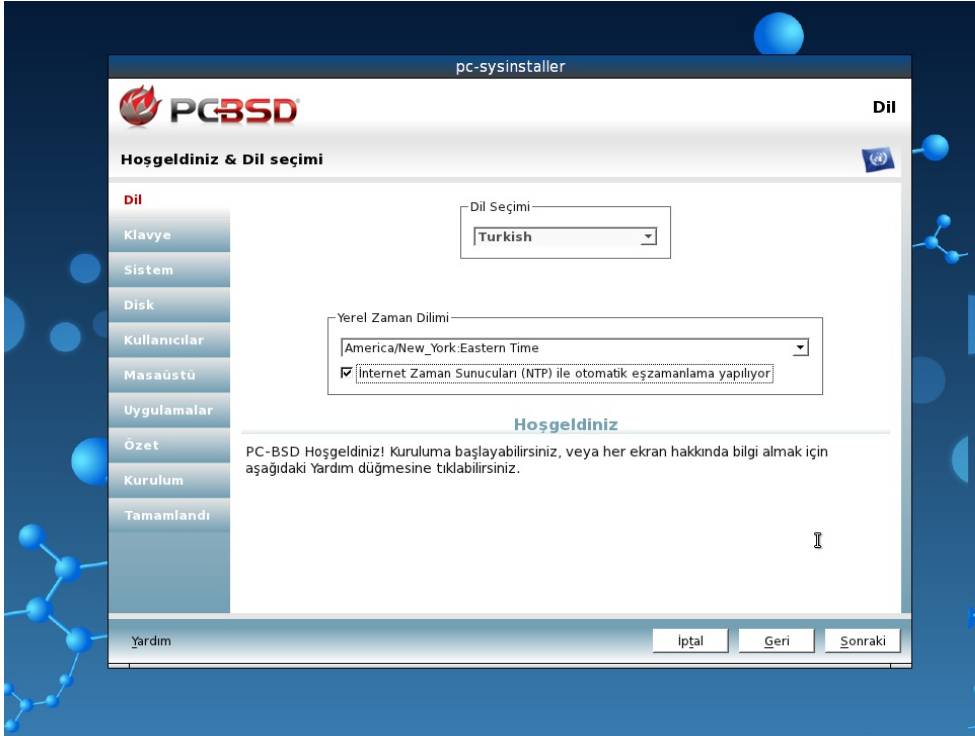 pc-sysinstaller
PCBSD
Dil
Hoşgeldiniz & Dil seçimi
Dil
Klavye
Sistem
Disk
Kullanıcılar
Masaüstü
Uygulamalar
Özet
Kurulum
Tamamlandı
Dil Seçimi
Turkish
Yerel Zaman Dilimi
America/New_York:Eastern Time
İnternet Zaman Sunucuları (NTP) ile otomatik eşzamanlama yapılıyor
Hoşgeldiniz
PC-BSD Hoşgeldiniz! Kuruluma başlayabilirsiniz, veya her ekran hakkında bilgi almak için
aşağıdaki Yardım düğmesine tıklabilirsiniz.
Yardım
İptal
Geri
Sonraki